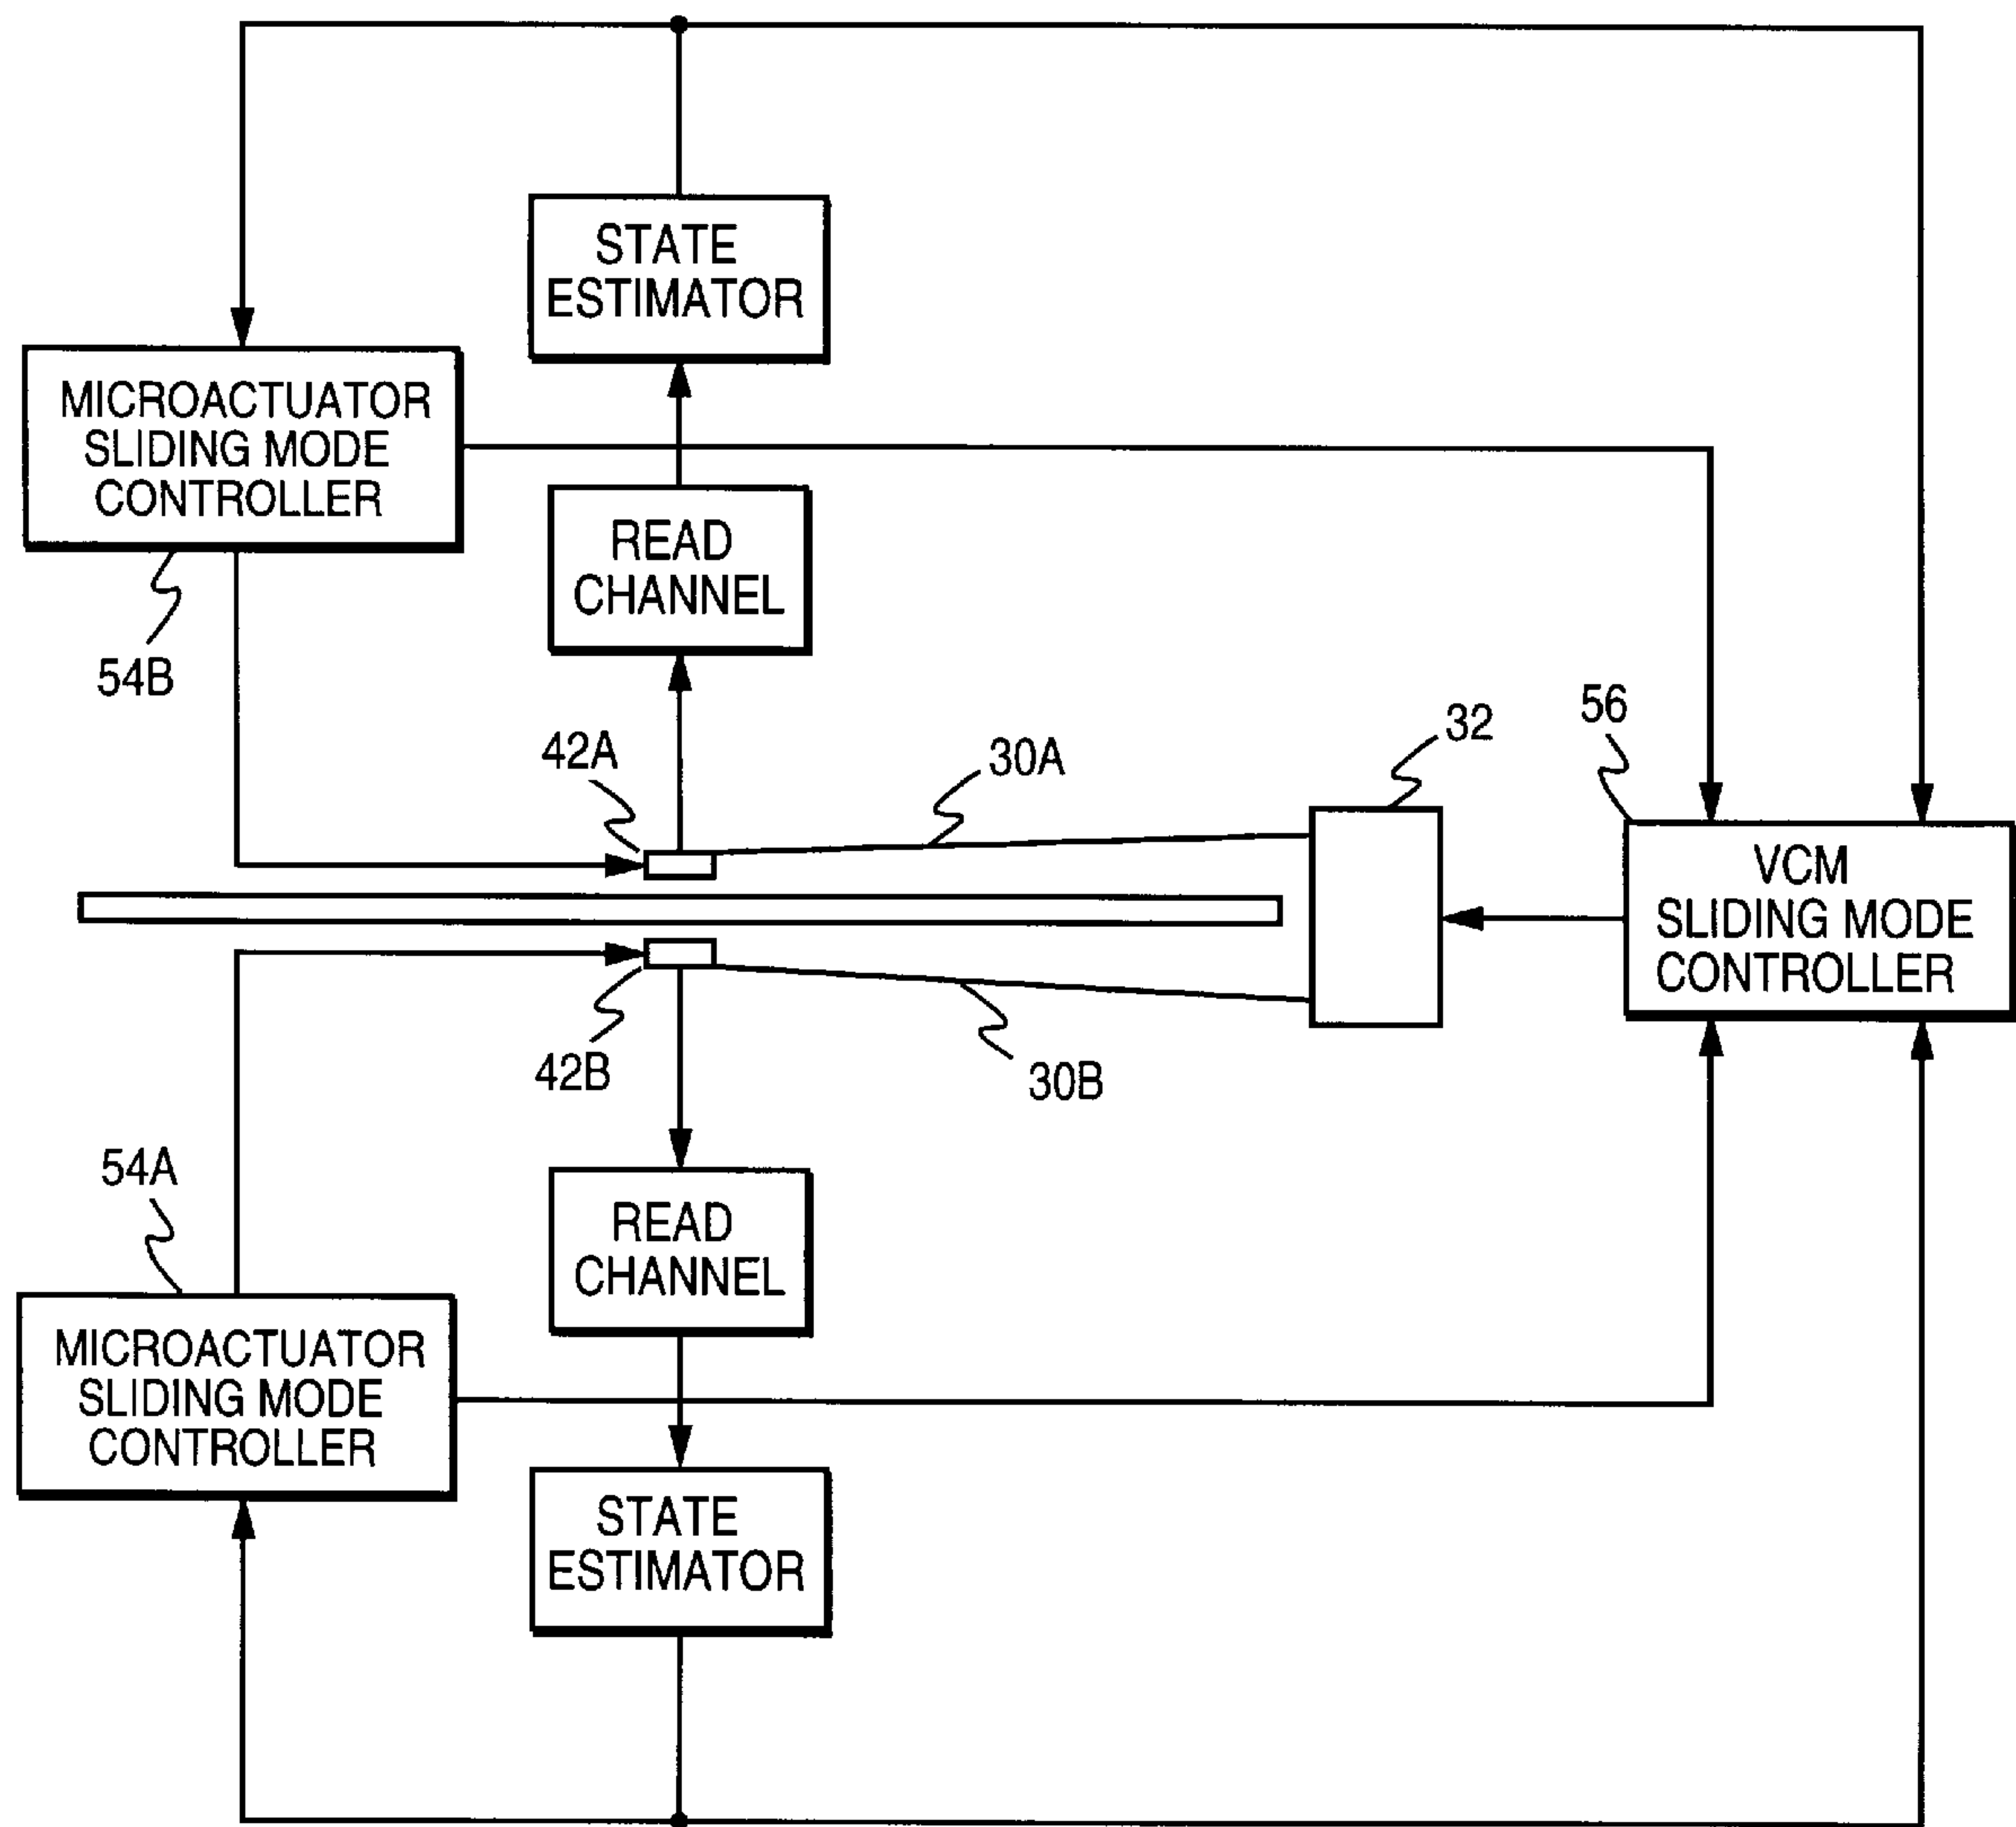 STATE
ESTIMATOR
MICROACTUATOR
SLIDING MODE
CONTROLLER
READ
CHANNEL
54B
42A
30A
32
56
VCM
SLIDING MODE
CONTROLLER
42B
30B
54A
READ
CHANNEL
MICROACTUATOR
SLIDING MODE
CONTROLLER
STATE
ESTIMATOR